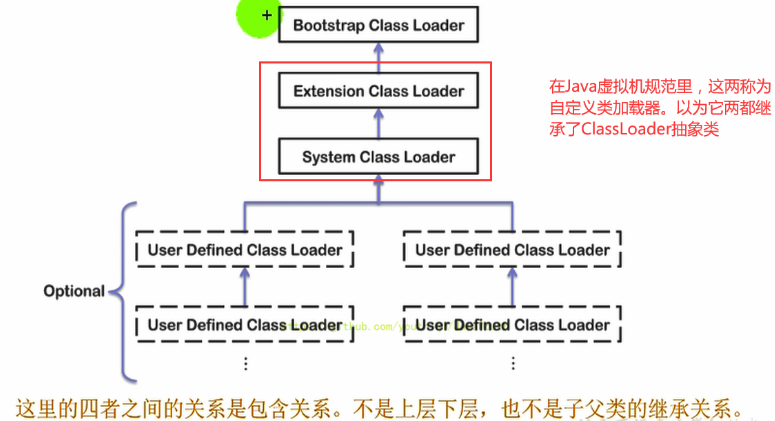 Bootstrap Class Loader
Extension Class Loader
System Class Loader
在Java虚拟机规范里，这两称为
自定义类加载器。以为它两都继
承了ClassLoader抽象类
User Defined Class Loader
User Defined Class Loader
Optional
User Defined Class Loader
User Defined Class Loader
这里的四者之间的关系是包含关系。不是上层下层，也不是子父类的继承关系。